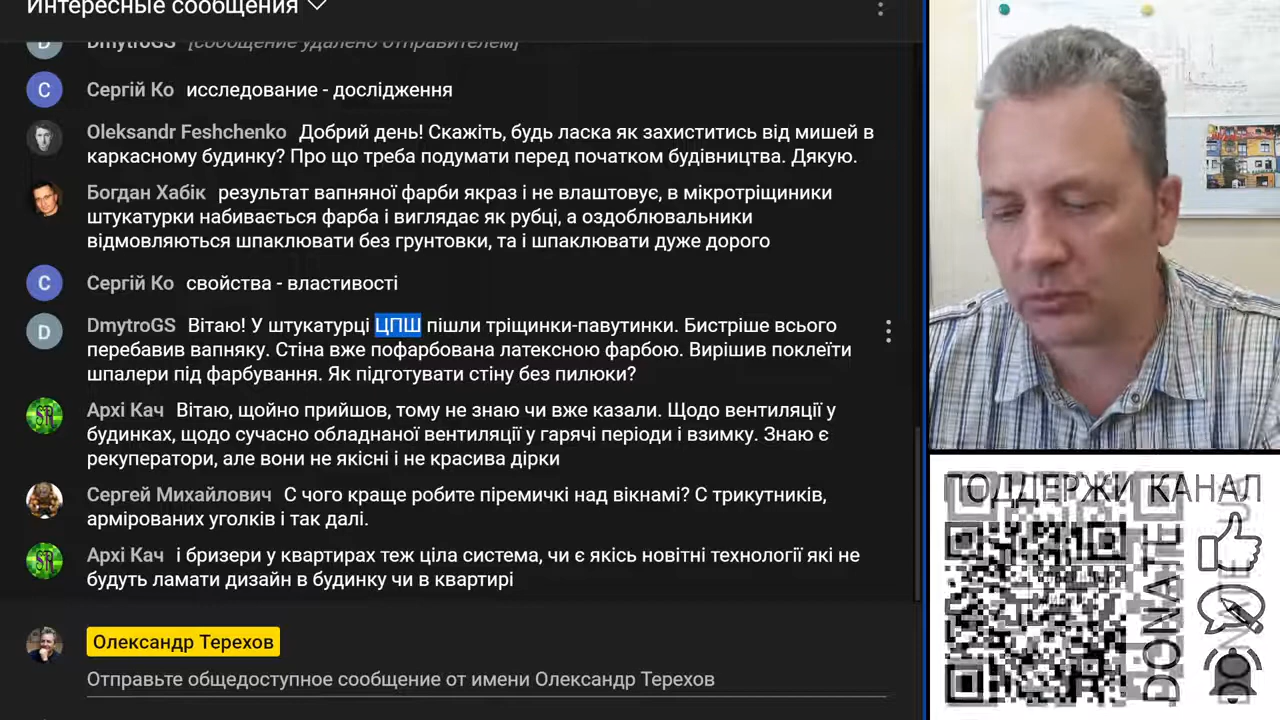 Интересные сообщения
DmytroGS [сообщение удалено отправителем]
С
Сергій Ко исследование - дослідження
Oleksandr Feshchenko Добрий день! Скажіть, будь ласка як захиститись від мишей в
каркасному будинку? Про що треба подумати перед початком будівництва. Дякую.
Богдан Хабік результат вапняної фарби якраз і не влаштовує, в мікротріщиники
штукатурки набивається фарба і виглядає як рубці, а оздоблювальники
відмовляються шпаклювати без грунтовки, та і шпаклювати дуже дорого
С
Сергій Ко свойства - властивості
D
DmytroGS Вітаю! У штукатурці ЦПШ пішли тріщинки-павутинки. Бистріше всього
перебавив вапняку. Стіна вже пофарбована латексною фарбою. Вирішив поклеїти
шпалери під фарбування. Як підготувати стіну без пилюки?
Архі Кач Вітаю, щойно прийшов, тому не знаю чи вже казали. Щодо вентиляції у
будинках, щодо сучасно обладнаної вентиляції у гарячі періоди і взимку. Знаю є
рекуператори, але вони не якісні і не красива дірки
Сергей Михайлович С чого краще робите піремичкі над вікнамі? С трикутників,
армірованих уголків і так далі.
Архі Кач і бризери у квартирах теж ціла система, чи є якісь новітні технології які не
будуть ламати дизайн в будинку чи в квартирі
Олександр Терехов
Отправьте общедоступное сообщение от имени Олександр Терехов
ПОДДЕРЖИ КАНАЛ
DONATE